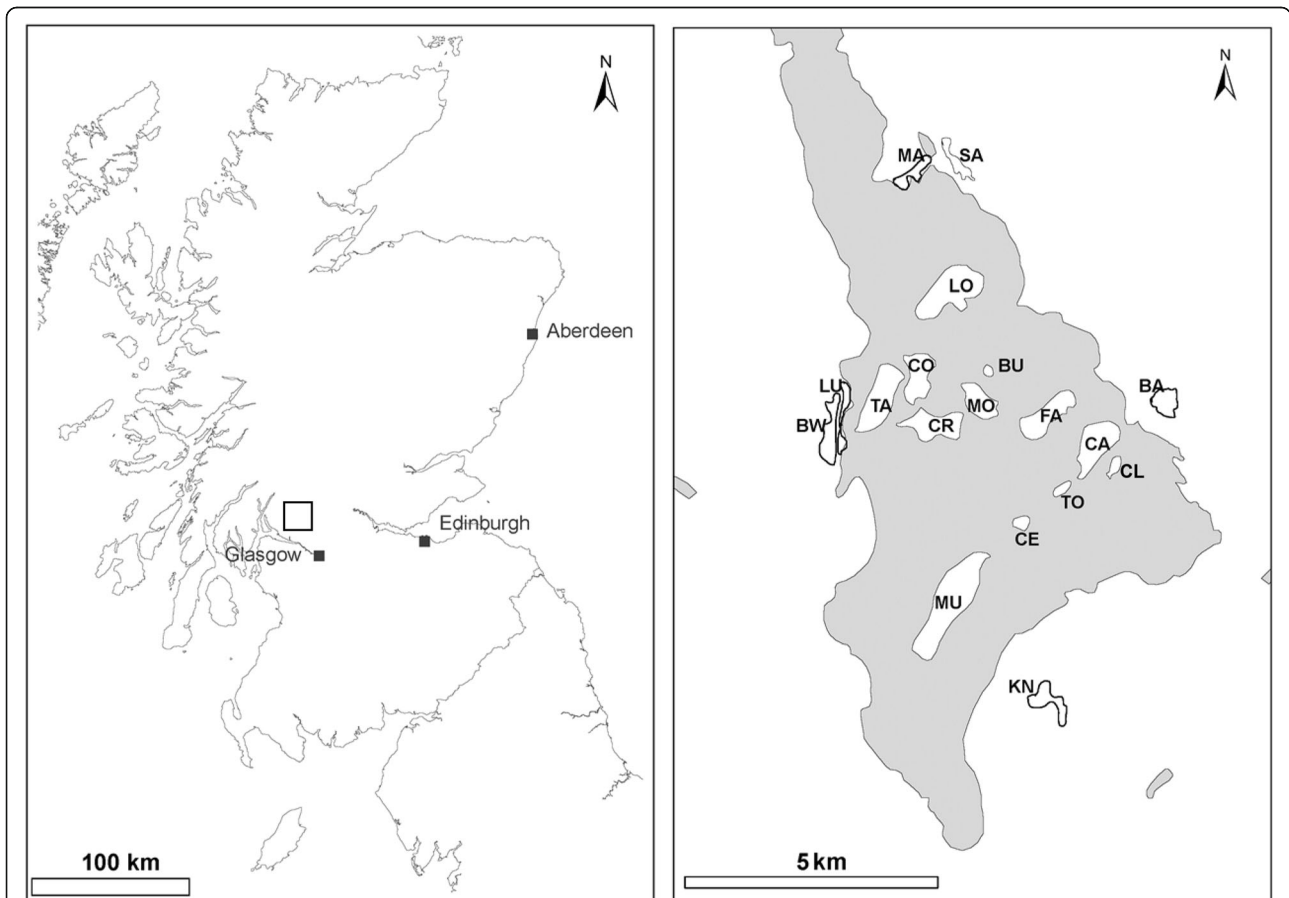 N
Aberdeen
Edinburgh
Glasgow
100 km
N
MA SA
LO
CO BU
LU TA MO BA
BW CR FA
CA
CL
TO
CE
MU
KN
5 km